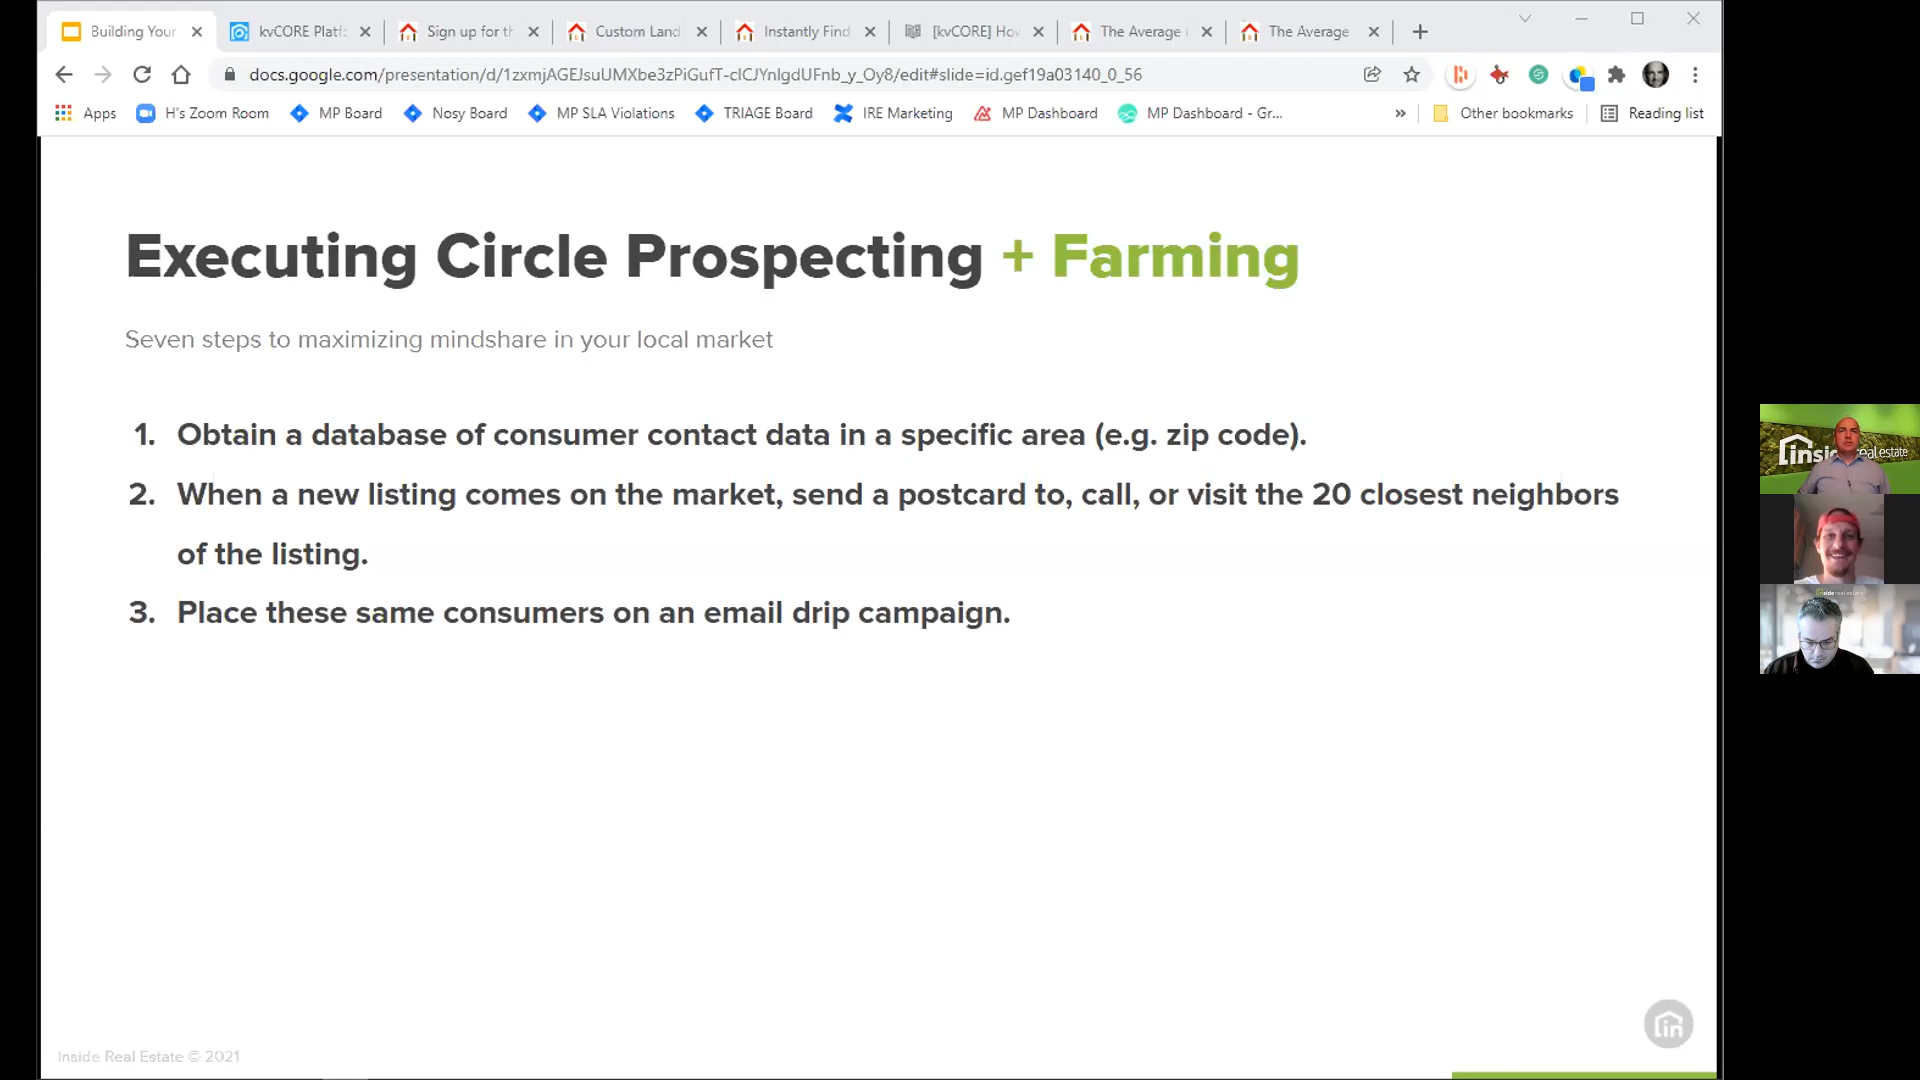 Building Your
kvCORE Platf
Sign up for th
Custom Land
Instantly Find
[kvCORE] How
The Average
The Average
docs.google.com/presentation/d/1zxmjAGEJsuUMXbe3zPiGufT-clCJYnIgdUFnb_y_Oy8/edit#slide=id.gef19a03140_0_56
Apps
H's Zoom Room
MP Board
Nosy Board
MP SLA Violations
TRIAGE Board
IRE Marketing
MP Dashboard
MP Dashboard - Gr...
»
Other bookmarks
Reading list
Executing Circle Prospecting + Farming
Seven steps to maximizing mindshare in your local market
1. Obtain a database of consumer contact data in a specific area (e.g. zip code).
2. When a new listing comes on the market, send a postcard to, call, or visit the 20 closest neighbors
of the listing.
3. Place these same consumers on an email drip campaign.
in
Inside Real Estate © 2021